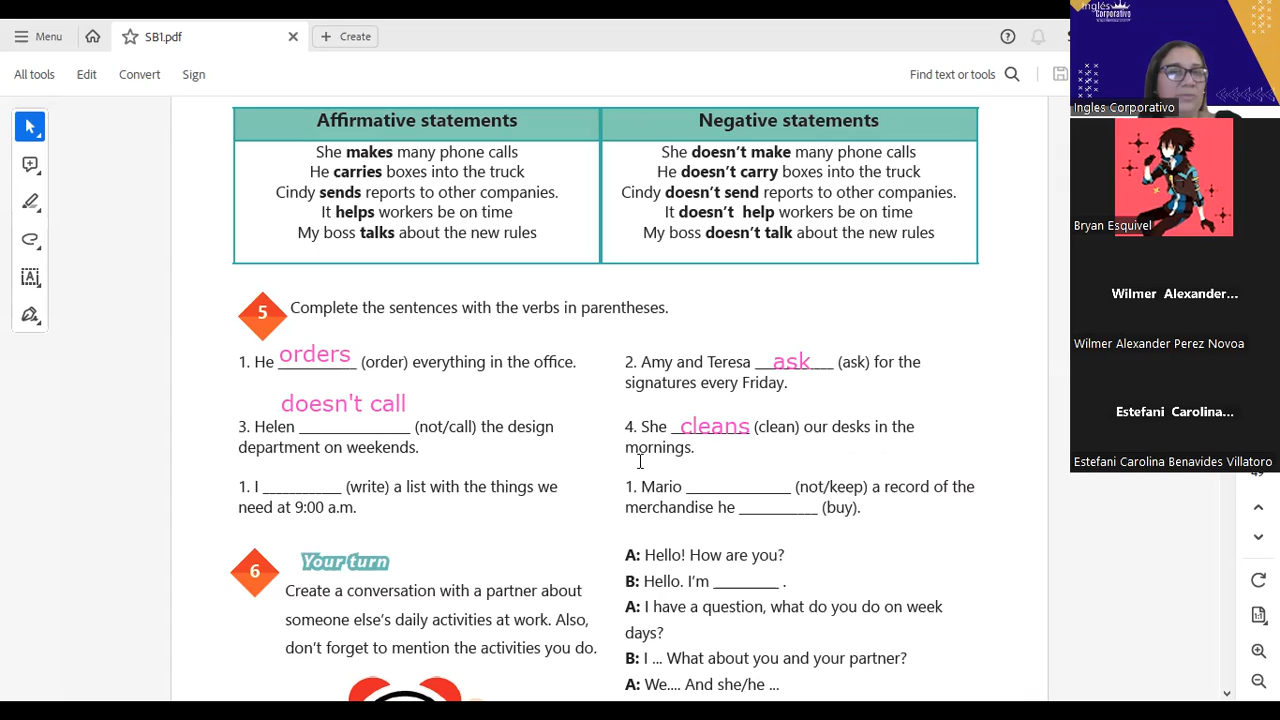 Menu
SB1.pdf
Create
All tools
Edit
Convert
Sign
Find text or tools
Affirmative statements
She makes many phone calls
He carries boxes into the truck
Cindy sends reports to other companies.
It helps workers be on time
My boss talks about the new rules
Negative statements
She doesn't make many phone calls
He doesn't carry boxes into the truck
Cindy doesn't send reports to other companies.
It doesn't help workers be on time
My boss doesn't talk about the new rules
5 Complete the sentences with the verbs in parentheses.
1. He orders (order) everything in the office.
2. Amy and Teresa ask (ask) for the
signatures every Friday.
3. Helen doesn't call (not/call) the design
department on weekends.
4. She cleans (clean) our desks in the
mornings.
1. I ____________ (write) a list with the things we
need at 9:00 a.m.
1. Mario ______________ (not/keep) a record of the
merchandise he ___________ (buy).
6 Your turn
Create a conversation with a partner about
someone else's daily activities at work. Also,
don't forget to mention the activities you do.
A: Hello! How are you?
B: Hello. I'm _________ .
A: I have a question, what do you do on week
days?
B: I ... What about you and your partner?
A: We.... And she/he ...
Inglés
corporativo
Ingles Corporativo
Bryan Esquivel
Wilmer Alexander...
Wilmer Alexander Perez Novoa
Estefani Carolina...
Estefani Carolina Benavides Villatoro